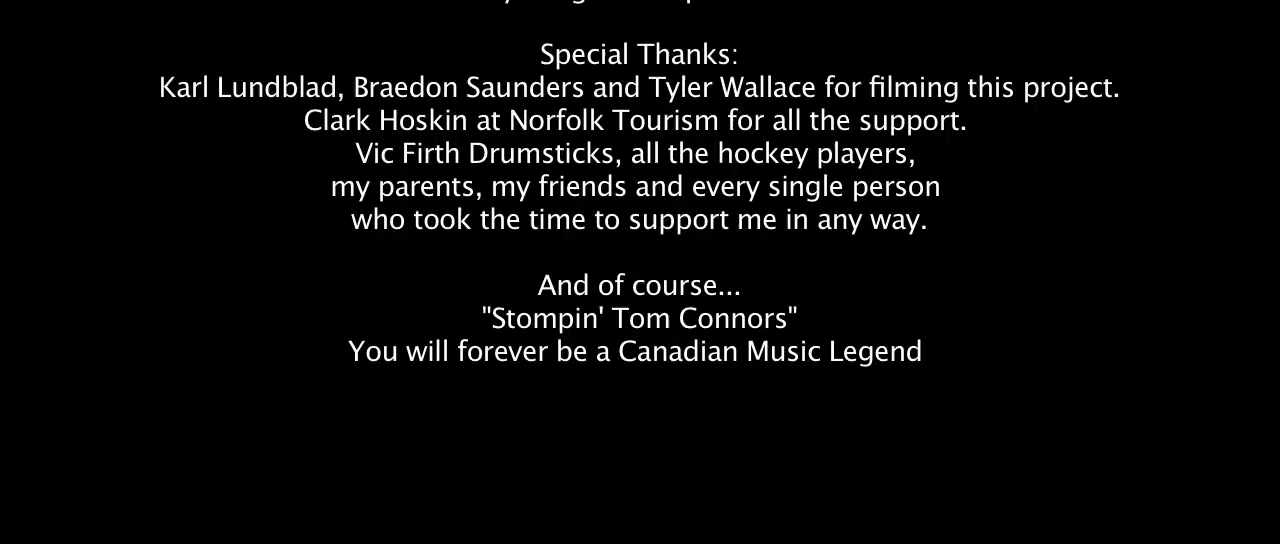 Special Thanks:
Karl Lundblad, Braedon Saunders and Tyler Wallace for filming this project.
Clark Hoskin at Norfolk Tourism for all the support.
Vic Firth Drumsticks, all the hockey players,
my parents, my friends and every single person
who took the time to support me in any way.
And of course...
"Stompin' Tom Connors"
You will forever be a Canadian Music Legend